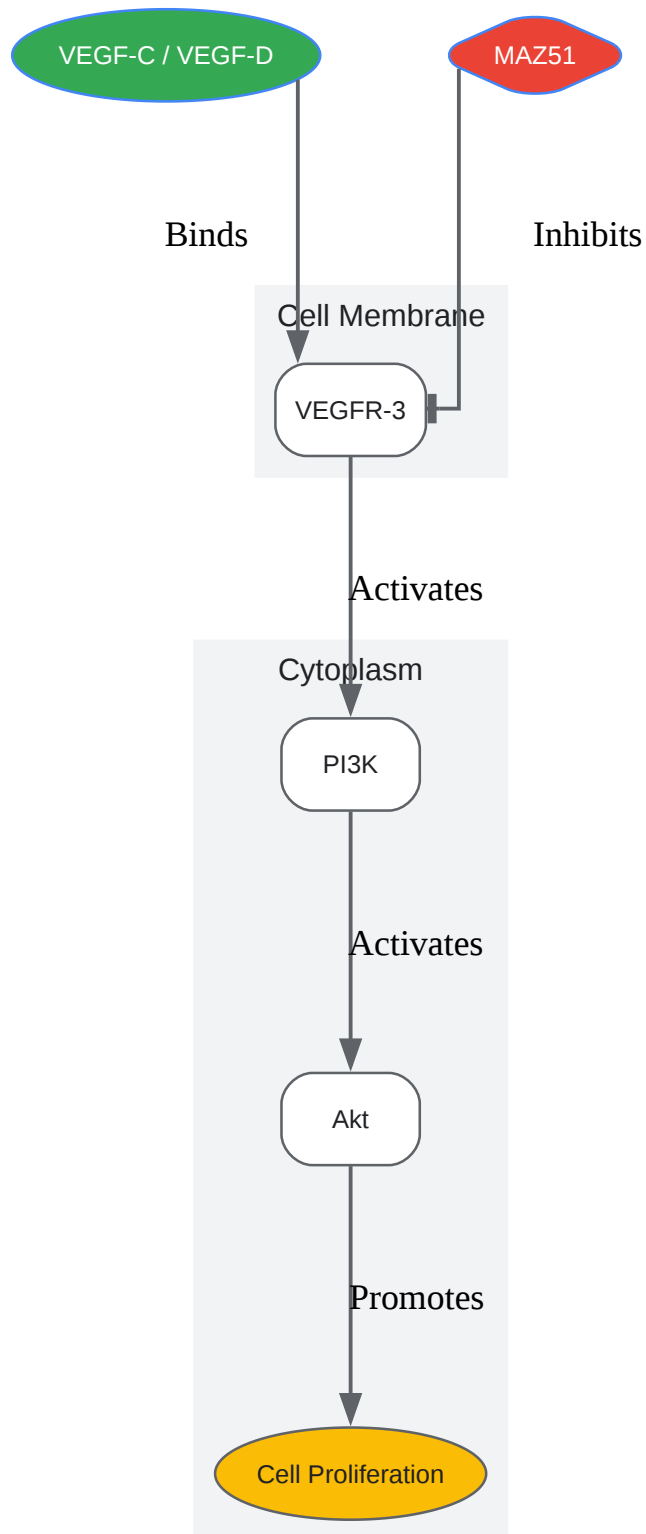 VEGF-C / VEGF-D
MAZ51
Binds
Inhibits
Cell Membrane
VEGFR-3
Activates
Cytoplasm
PI3K
Activates
Akt
Promotes
Cell Proliferation